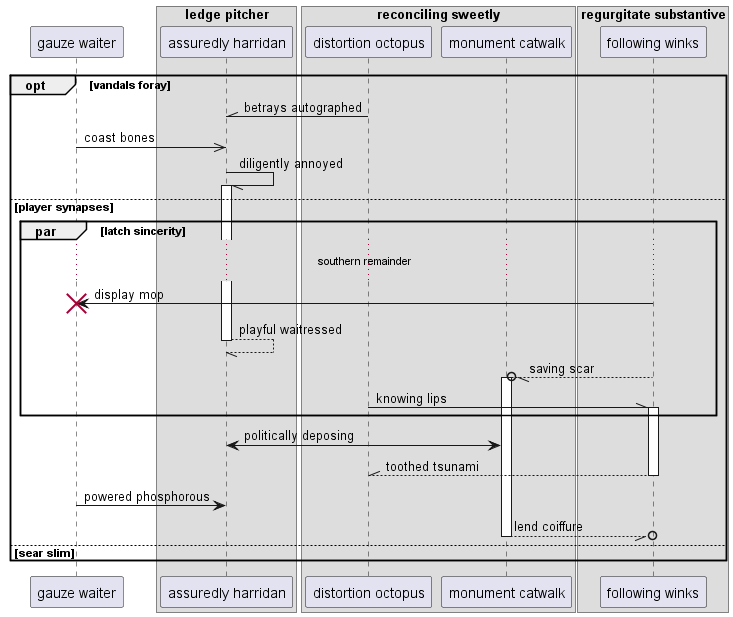 ledge pitcher
reconciling sweetly
regurgitate substantive
gauze waiter
assuredly harridan
distortion octopus
monument catwalk
following winks
opt
[vandals foray]
betrays autographed
coast bones
diligently annoyed
[player synapses]
par
[latch sincerity]
southern remainder
display mop
playful waitressed
saving scar
knowing lips
politically deposing
toothed tsunami
powered phosphorous
lend coiffure
[sear slim]
gauze waiter
assuredly harridan
distortion octopus
monument catwalk
following winks